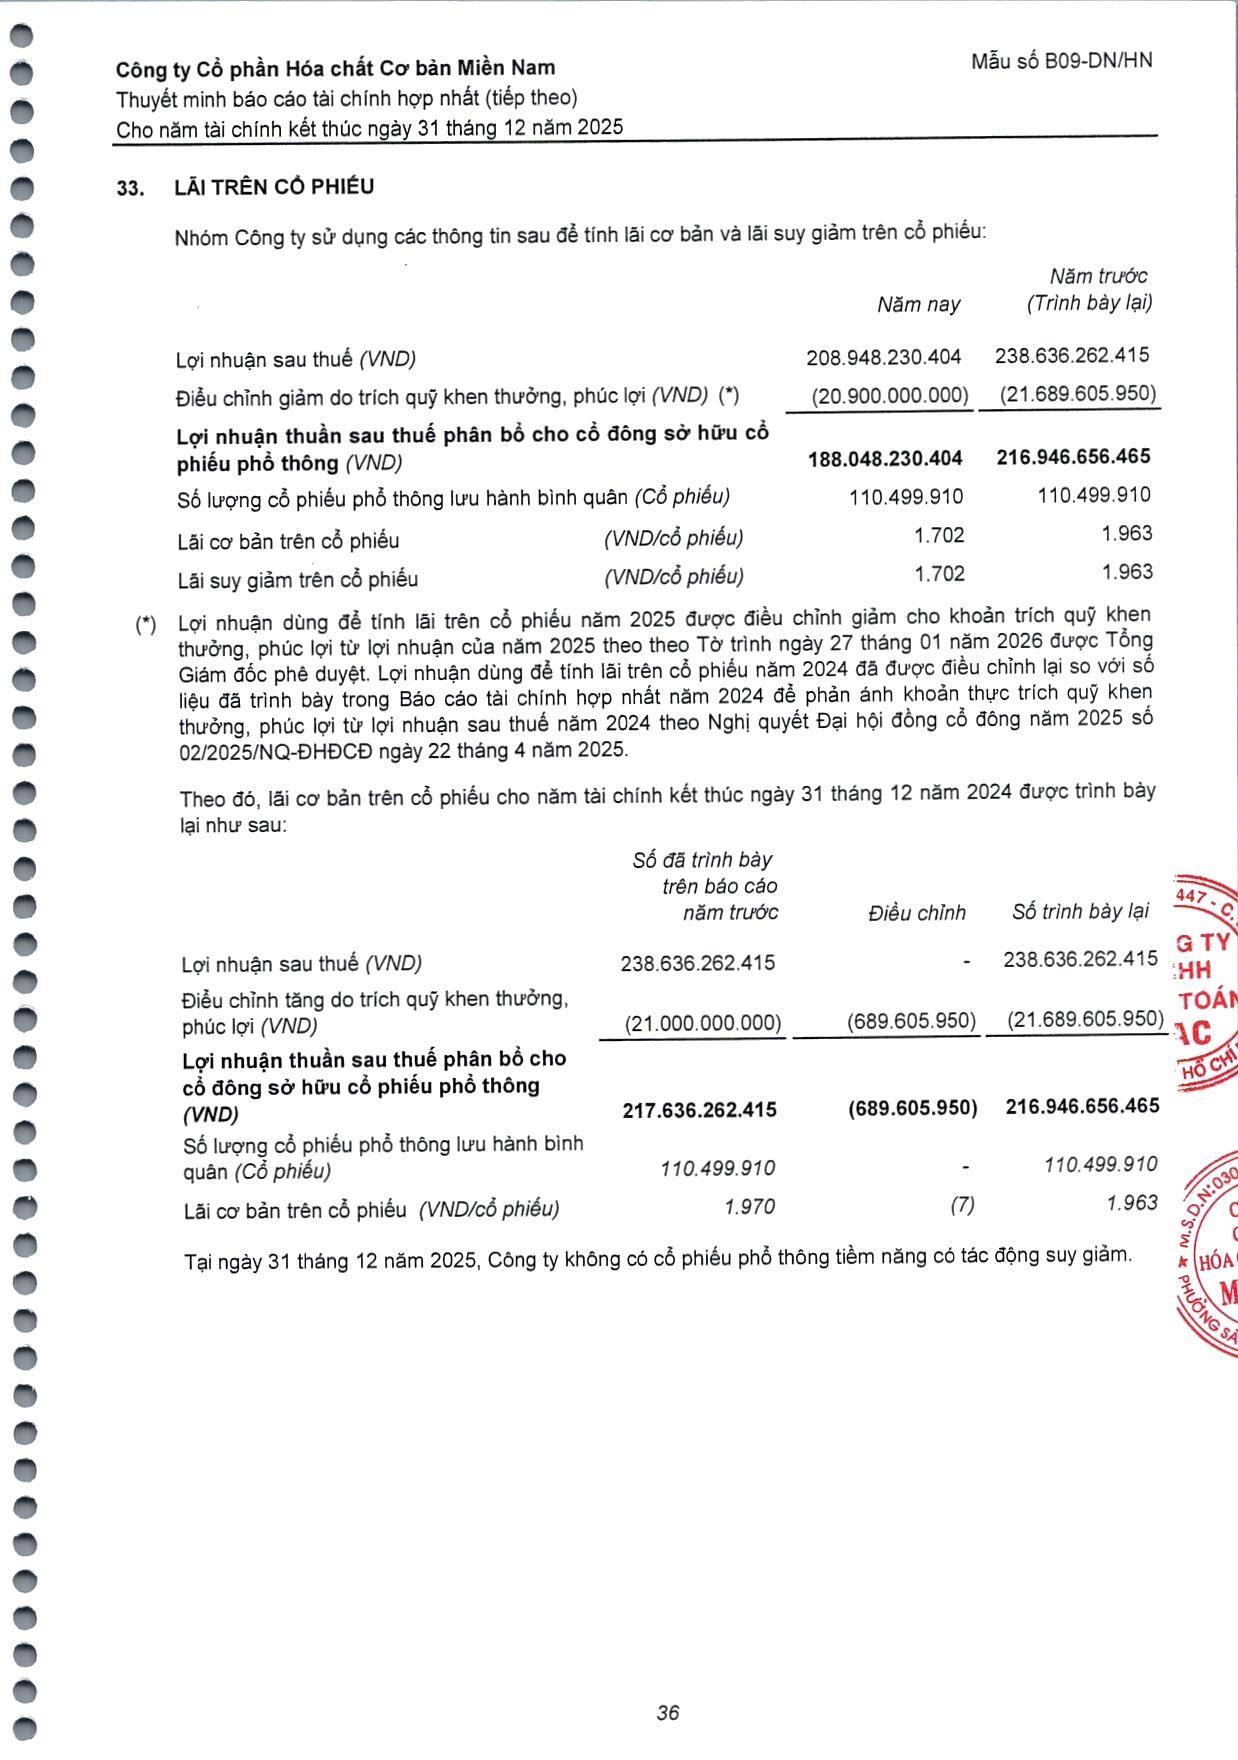 Công ty Cổ phần Hóa chất Cơ bản Miền Nam
Mẫu số B09-DN/HN
Thuyết minh báo cáo tài chính hợp nhất (tiếp theo)
Cho năm tài chính kết thúc ngày 31 tháng 12 năm 2025
33. LÃI TRÊN CỔ PHIẾU
Nhóm Công ty sử dụng các thông tin sau để tính lãi cơ bản và lãi suy giảm trên cổ phiếu:
Năm trước
Năm nay (Trình bày lại)
Lợi nhuận sau thuế (VND) 208.948.230.404 238.636.262.415
Điều chỉnh giảm do trích quỹ khen thưởng, phúc lợi (VND) (*) (20.900.000.000) (21.689.605.950)
Lợi nhuận thuần sau thuế phân bổ cho cổ đông sở hữu cổ
phiếu phổ thông (VND) 188.048.230.404 216.946.656.465
Số lượng cổ phiếu phổ thông lưu hành bình quân (Cổ phiếu) 110.499.910 110.499.910
Lãi cơ bản trên cổ phiếu (VND/cổ phiếu) 1.702 1.963
Lãi suy giảm trên cổ phiếu (VND/cổ phiếu) 1.702 1.963
(*) Lợi nhuận dùng để tính lãi trên cổ phiếu năm 2025 được điều chỉnh giảm cho khoản trích quỹ khen
thưởng, phúc lợi từ lợi nhuận của năm 2025 theo theo Tờ trình ngày 27 tháng 01 năm 2026 được Tổng
Giám đốc phê duyệt. Lợi nhuận dùng để tính lãi trên cổ phiếu năm 2024 đã được điều chỉnh lại so với số
liệu đã trình bày trong Báo cáo tài chính hợp nhất năm 2024 để phản ánh khoản thực trích quỹ khen
thưởng, phúc lợi từ lợi nhuận sau thuế năm 2024 theo Nghị quyết Đại hội đồng cổ đông năm 2025 số
02/2025/NQ-ĐHĐCĐ ngày 22 tháng 4 năm 2025.
Theo đó, lãi cơ bản trên cổ phiếu cho năm tài chính kết thúc ngày 31 tháng 12 năm 2024 được trình bày
lại như sau:
Số đã trình bày
trên báo cáo
năm trước Điều chỉnh Số trình bày lại
Lợi nhuận sau thuế (VND) 238.636.262.415 - 238.636.262.415
Điều chỉnh tăng do trích quỹ khen thưởng,
phúc lợi (VND) (21.000.000.000) (689.605.950) (21.689.605.950)
Lợi nhuận thuần sau thuế phân bổ cho
cổ đông sở hữu cổ phiếu phổ thông
(VND) 217.636.262.415 (689.605.950) 216.946.656.465
Số lượng cổ phiếu phổ thông lưu hành bình
quân (Cổ phiếu) 110.499.910 - 110.499.910
Lãi cơ bản trên cổ phiếu (VND/cổ phiếu) 1.970 (7) 1.963
Tại ngày 31 tháng 12 năm 2025, Công ty không có cổ phiếu phổ thông tiềm năng có tác động suy giảm.
447 - C.
G TY
HH
TOÁN
AC
HỒ CHÍ
M.S.D.N:030
HÓA
M
PHƯỜNG SÀ
36